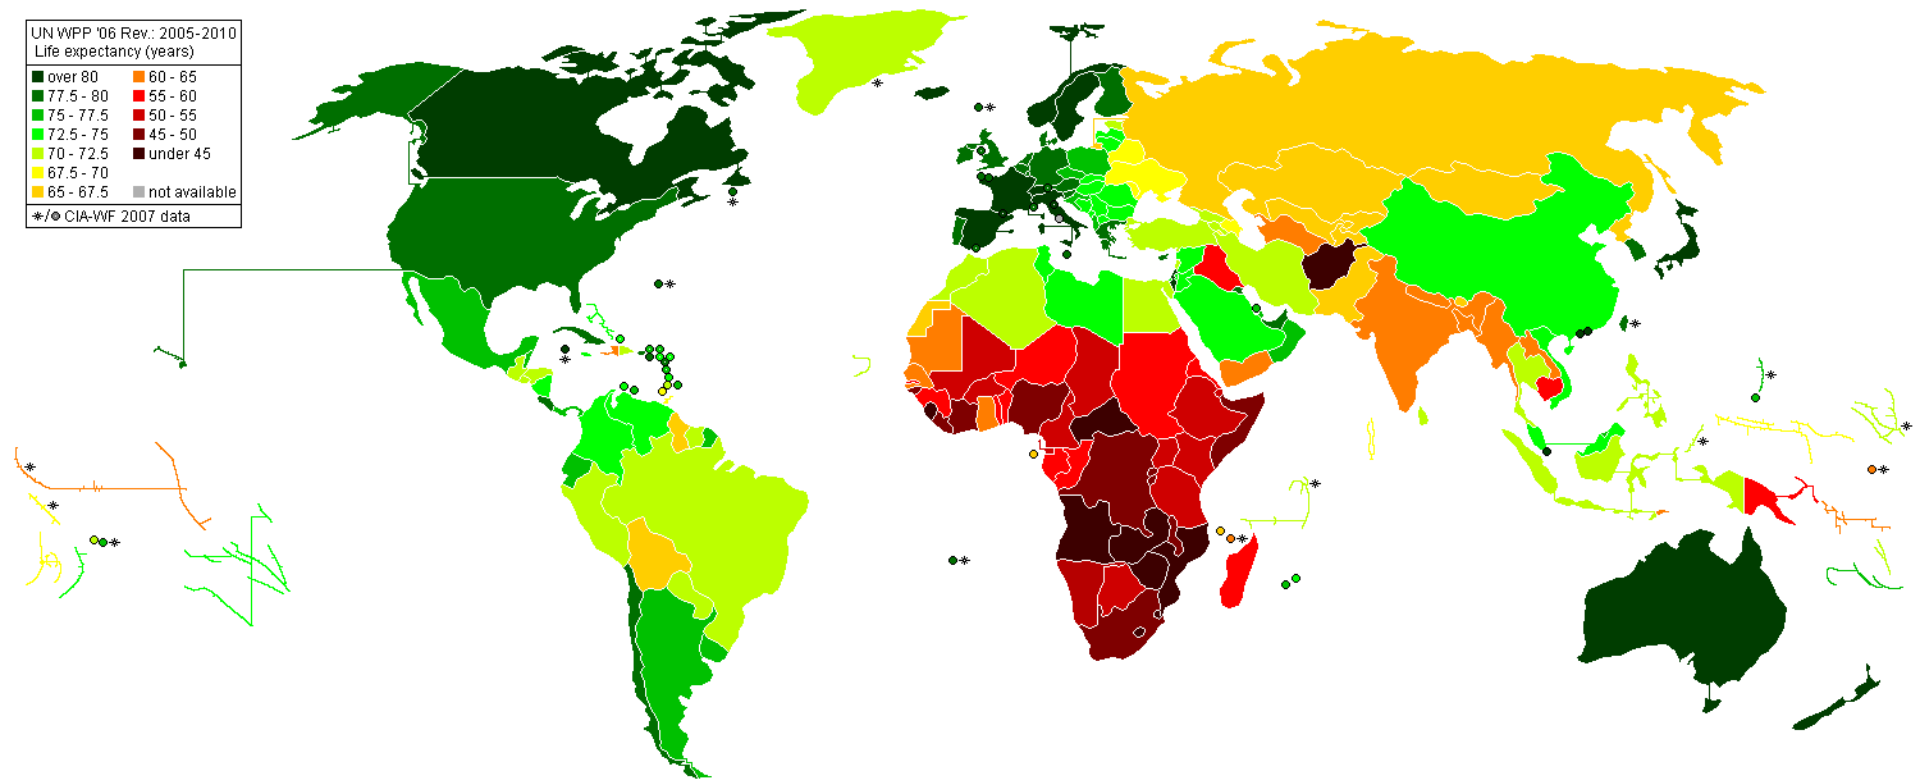 UN WPP '06 Rev.: 2005-2010
Life expectancy (years)
over 80
77.5 - 80
75 - 77.5
72.5 - 75
70 - 72.5
67.5 - 70
65 - 67.5
60 - 65
55 - 60
50 - 55
45 - 50
under 45
not available
✳/● CIA-WF 2007 data